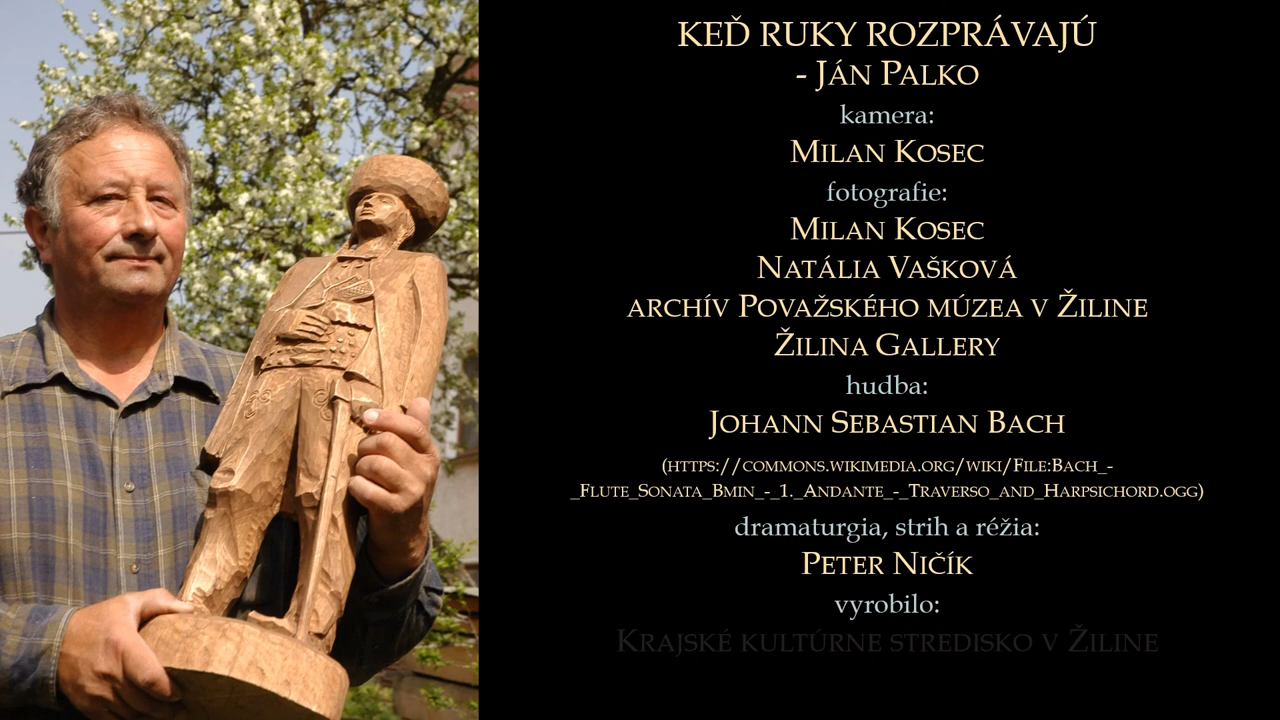 KEĎ RUKY ROZPRÁVAJÚ
- JÁN PALKO
kamera:
MILAN KOSEC
fotografie:
MILAN KOSEC
NATÁLIA VAŠKOVÁ
ARCHÍV POVAŽSKÉHO MÚZEA V ŽILINE
ŽILINA GALLERY
hudba:
JOHANN SEBASTIAN BACH
(HTTPS://COMMONS.WIKIMEDIA.ORG/WIKI/FILE:BACH_-
_FLUTE_SONATA_BMIN_-_1._ANDANTE_-_TRAVERSO_AND_HARPSICHORD.OGG)
dramaturgia, strih a réžia:
PETER NIČÍK
vyrobilo:
KRAJSKÉ KULTÚRNE STREDISKO V ŽILINE